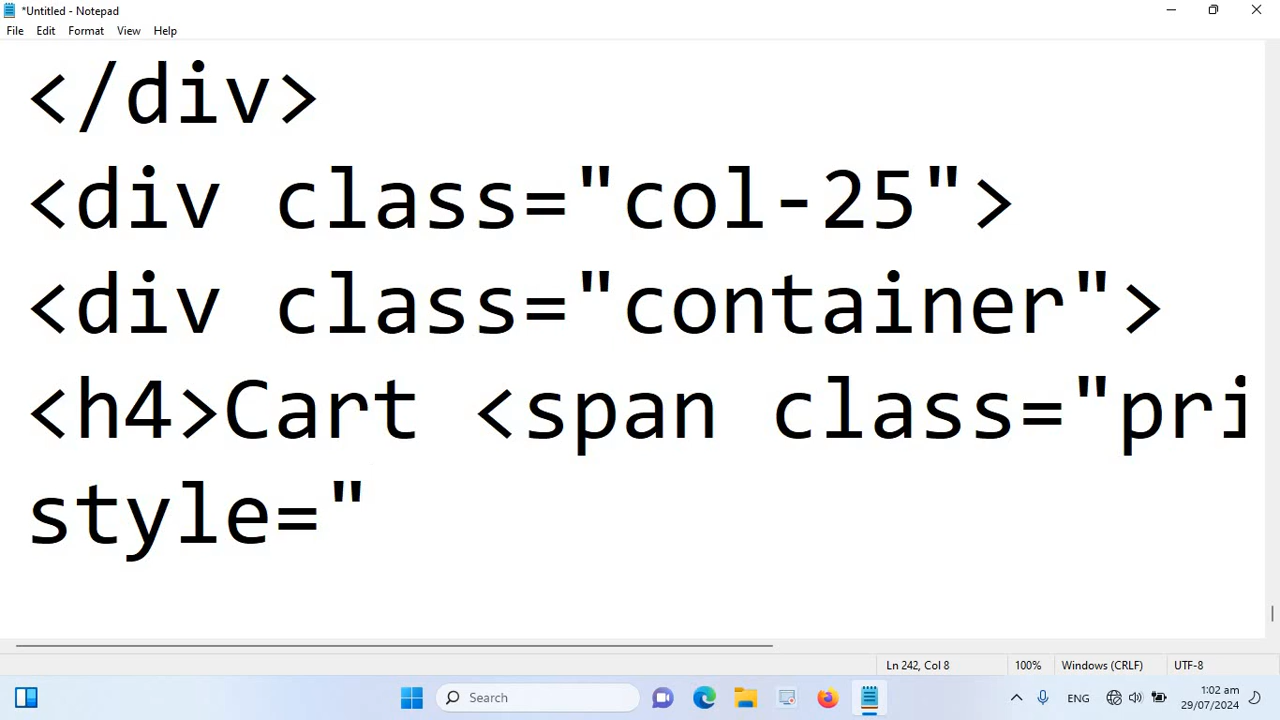 *Untitled - Notepad
File Edit Format View Help
</div>
<div class="col-25">
<div class="container">
<h4>Cart <span class="pri
style="
Ln 242, Col 8 100% Windows (CRLF) UTF-8
Search ENG 1:02 am
29/07/2024